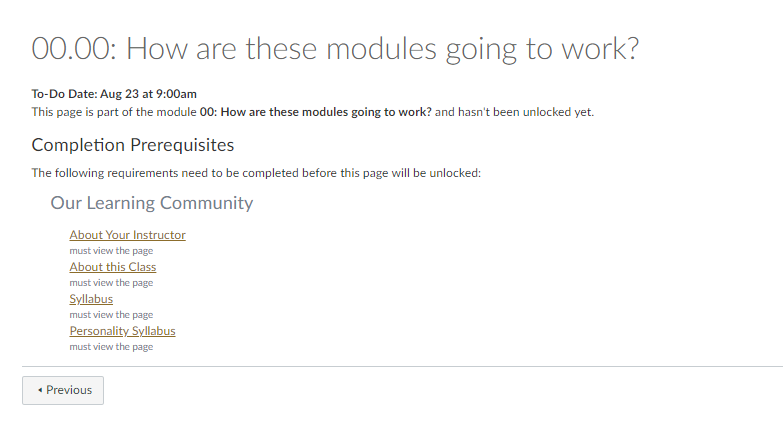 00.00: How are these modules going to work?
To-Do Date: Aug 23 at 9:00am
This page is part of the module 00: How are these modules going to work? and hasn't been unlocked yet.
Completion Prerequisites
The following requirements need to be completed before this page will be unlocked:
Our Learning Community
About Your Instructor
must view the page
About this Class
must view the page
Syllabus
must view the page
Personality Syllabus
must view the page
Previous